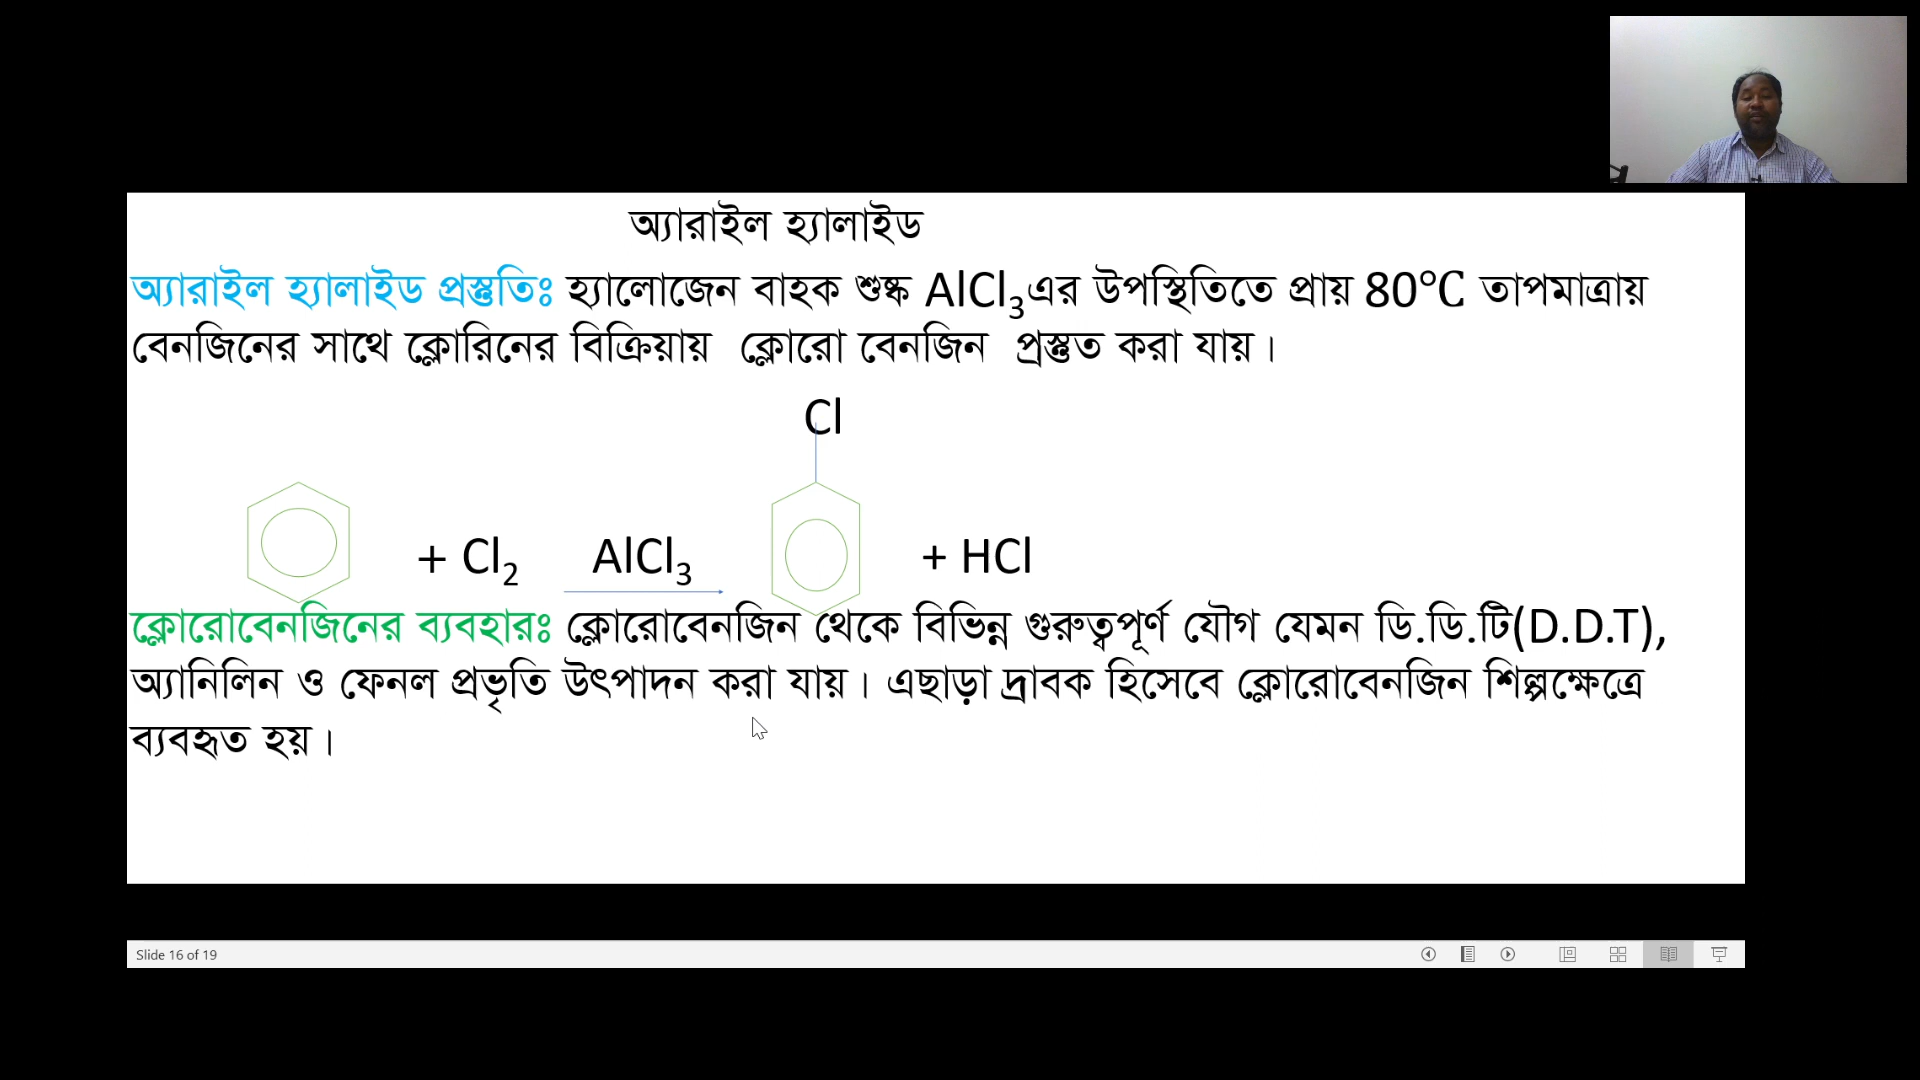 অ্যারাইল হ্যালাইড
অ্যারাইল হ্যালাইড প্রস্তুতিঃ হ্যালোজেন বাহক শুষ্ক AlCl₃এর উপস্থিতিতে প্রায় 80℃ তাপমাত্রায়
বেনজিনের সাথে ক্লোরিনের বিক্রিয়ায় ক্লোরো বেনজিন প্রস্তুত করা যায়।
Cl
+ Cl₂ AlCl₃ + HCl
ক্লোরোবেনজিনের ব্যবহারঃ ক্লোরোবেনজিন থেকে বিভিন্ন গুরুত্বপূর্ণ যৌগ যেমন ডি.ডি.টি(D.D.T),
অ্যানিলিন ও ফেনল প্রভৃতি উৎপাদন করা যায়। এছাড়া দ্রাবক হিসেবে ক্লোরোবেনজিন শিল্পক্ষেত্রে
ব্যবহৃত হয়।
Slide 16 of 19